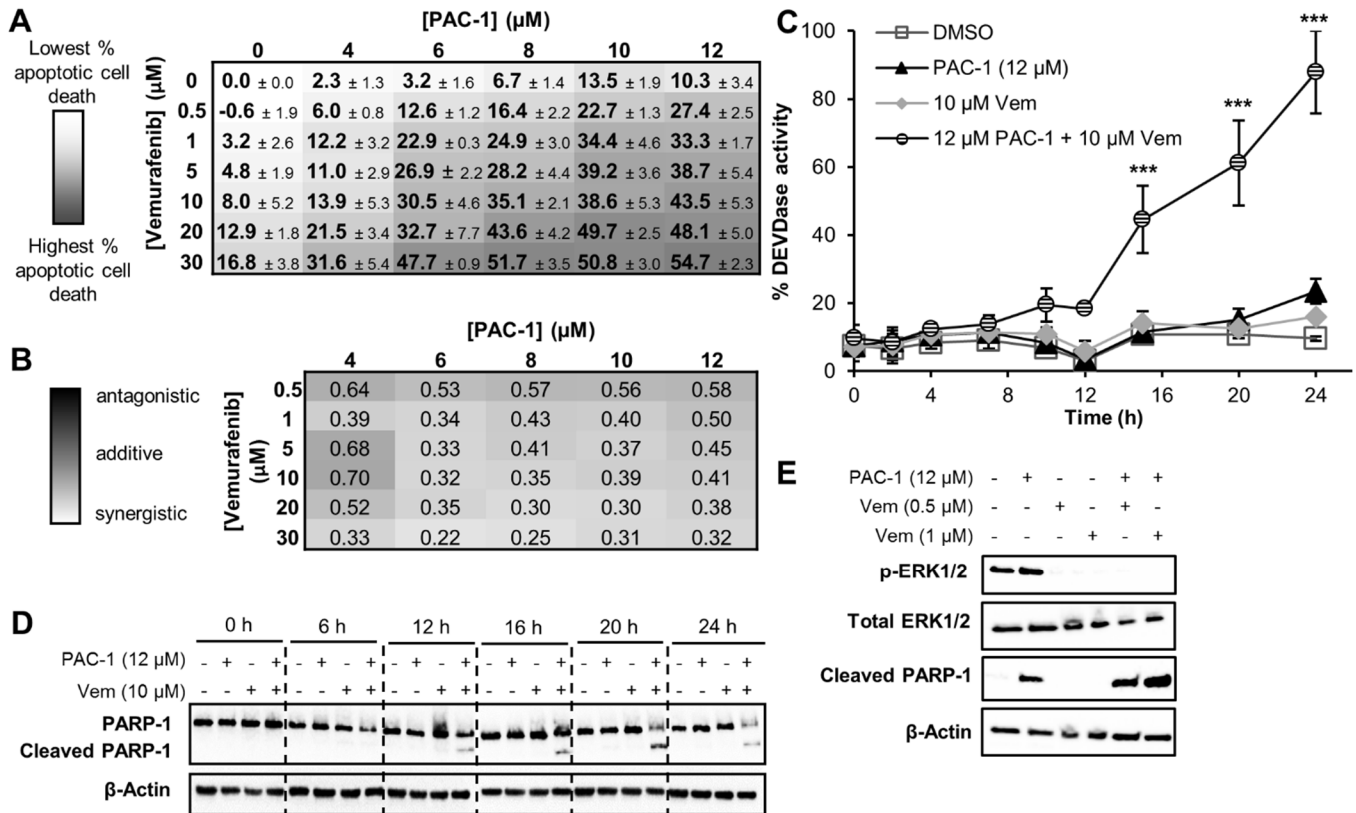 A
[PAC-1] (µM)
Lowest %
apoptotic cell
death
Highest %
apoptotic cell
death
[Vemurafenib] (µM)
0 4 6 8 10 12
0 0.0 ± 0.0 2.3 ± 1.3 3.2 ± 1.6 6.7 ± 1.4 13.5 ± 1.9 10.3 ± 3.4
0.5 -0.6 ± 1.9 6.0 ± 0.8 12.6 ± 1.2 16.4 ± 2.2 22.7 ± 1.3 27.4 ± 2.5
1 3.2 ± 2.6 12.2 ± 3.2 22.9 ± 0.3 24.9 ± 3.0 34.4 ± 4.6 33.3 ± 1.7
5 4.8 ± 1.9 11.0 ± 2.9 26.9 ± 2.2 28.2 ± 4.4 39.2 ± 3.6 38.7 ± 5.4
10 8.0 ± 5.2 13.9 ± 5.3 30.5 ± 4.6 35.1 ± 2.1 38.6 ± 5.3 43.5 ± 5.3
20 12.9 ± 1.8 21.5 ± 3.4 32.7 ± 7.7 43.6 ± 4.2 49.7 ± 2.5 48.1 ± 5.0
30 16.8 ± 3.8 31.6 ± 5.4 47.7 ± 0.9 51.7 ± 3.5 50.8 ± 3.0 54.7 ± 2.3
B
[PAC-1] (µM)
antagonistic
additive
synergistic
[Vemurafenib]
(µM)
4 6 8 10 12
0.5 0.64 0.53 0.57 0.56 0.58
1 0.39 0.34 0.43 0.40 0.50
5 0.68 0.33 0.41 0.37 0.45
10 0.70 0.32 0.35 0.39 0.41
20 0.52 0.35 0.30 0.30 0.38
30 0.33 0.22 0.25 0.31 0.32
C
DMSO
PAC-1 (12 µM)
10 µM Vem
12 µM PAC-1 + 10 µM Vem
***
***
***
% DEVDase activity
100
80
60
40
20
0
0 4 8 12 16 20 24
Time (h)
D
0 h 6 h 12 h 16 h 20 h 24 h
PAC-1 (12 µM) - + - + - + - + - + - + - + - + - + - + - + - +
Vem (10 µM) - - + + - - + + - - + + - - + + - - + + - - + +
PARP-1
Cleaved PARP-1
β-Actin
E
PAC-1 (12 µM) - + - - + +
Vem (0.5 µM) - - + - + -
Vem (1 µM) - - - + - +
p-ERK1/2
Total ERK1/2
Cleaved PARP-1
β-Actin